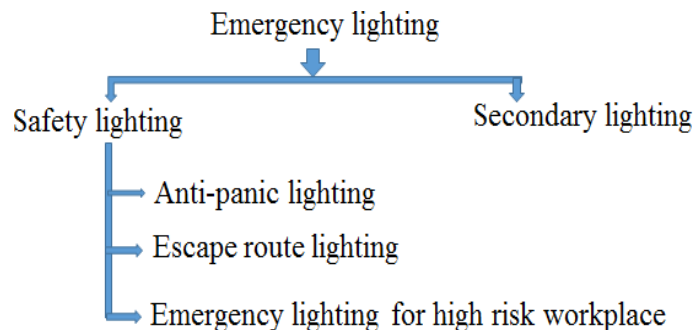 Emergency lighting
Safety lighting
Secondary lighting
Anti-panic lighting
Escape route lighting
Emergency lighting for high risk workplace